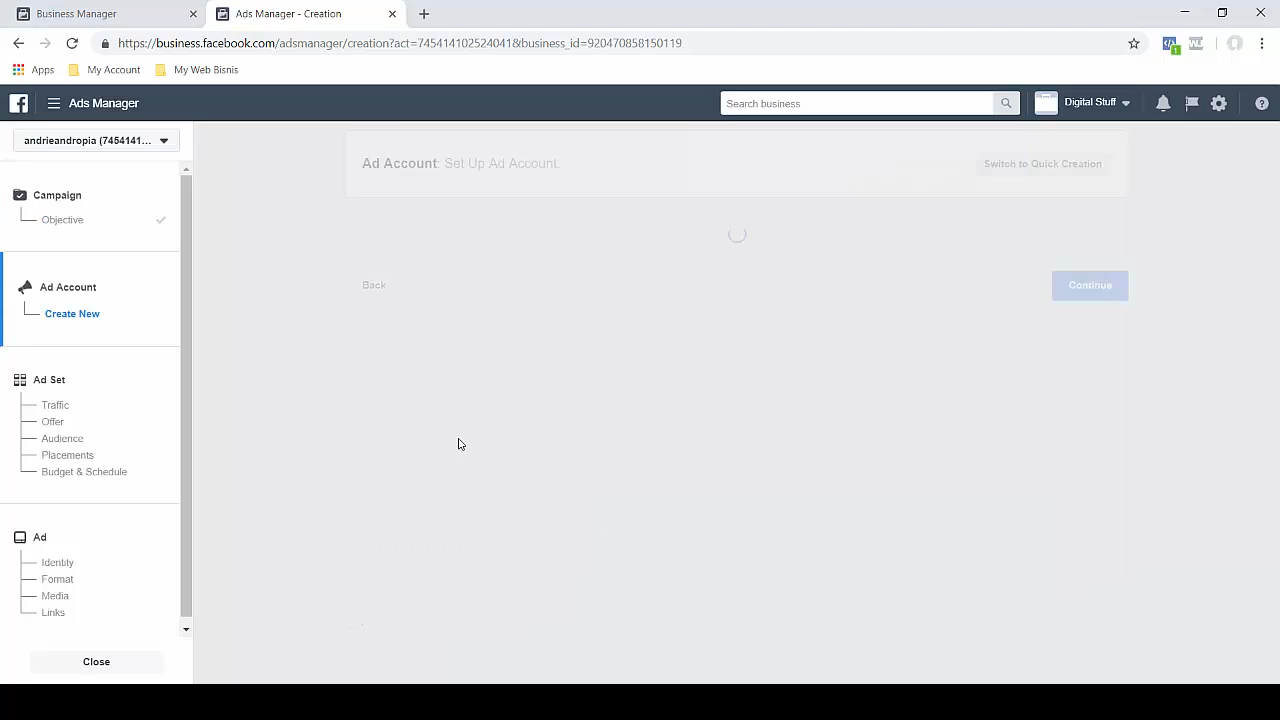 Business Manager
Ads Manager - Creation
https://business.facebook.com/adsmanager/creation?act=745414102524041&business_id=920470858150119
Apps
My Account
My Web Bisnis
Ads Manager
Search business
Digital Stuff
andrieandropia (7454141...
Ad Account: Set Up Ad Account.
Switch to Quick Creation
Campaign
Objective
Back
Continue
Ad Account
Create New
Ad Set
Traffic
Offer
Audience
Placements
Budget & Schedule
Ad
Identity
Format
Media
Links
Close